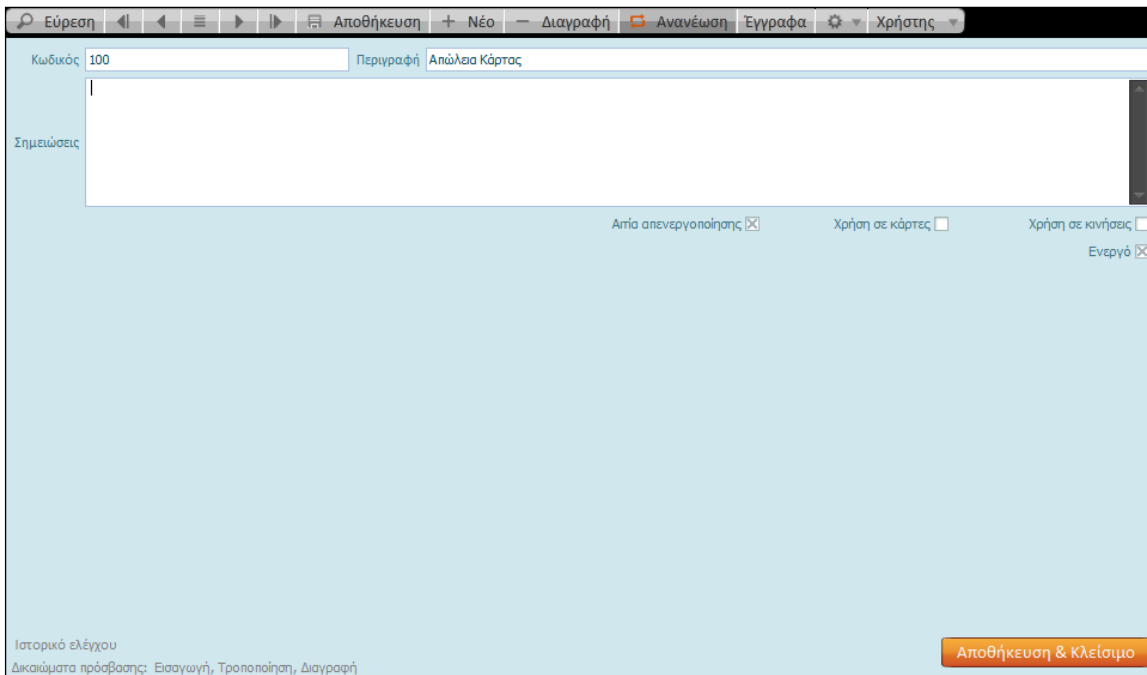 Εύρεση Αποθήκευση Νέο Διαγραφή Ανανέωση Έγγραφα Χρήστης
Κωδικός 100 Περιγραφή Απώλεια Κάρτας
Σημειώσεις
Αιτία απενεργοποίησης Χρήση σε κάρτες Χρήση σε κινήσεις
Ενεργό
Ιστορικό ελέγχου
Αποθήκευση & Κλείσιμο
Δικαιώματα πρόσβασης: Εισαγωγή, Τροποποίηση, Διαγραφή